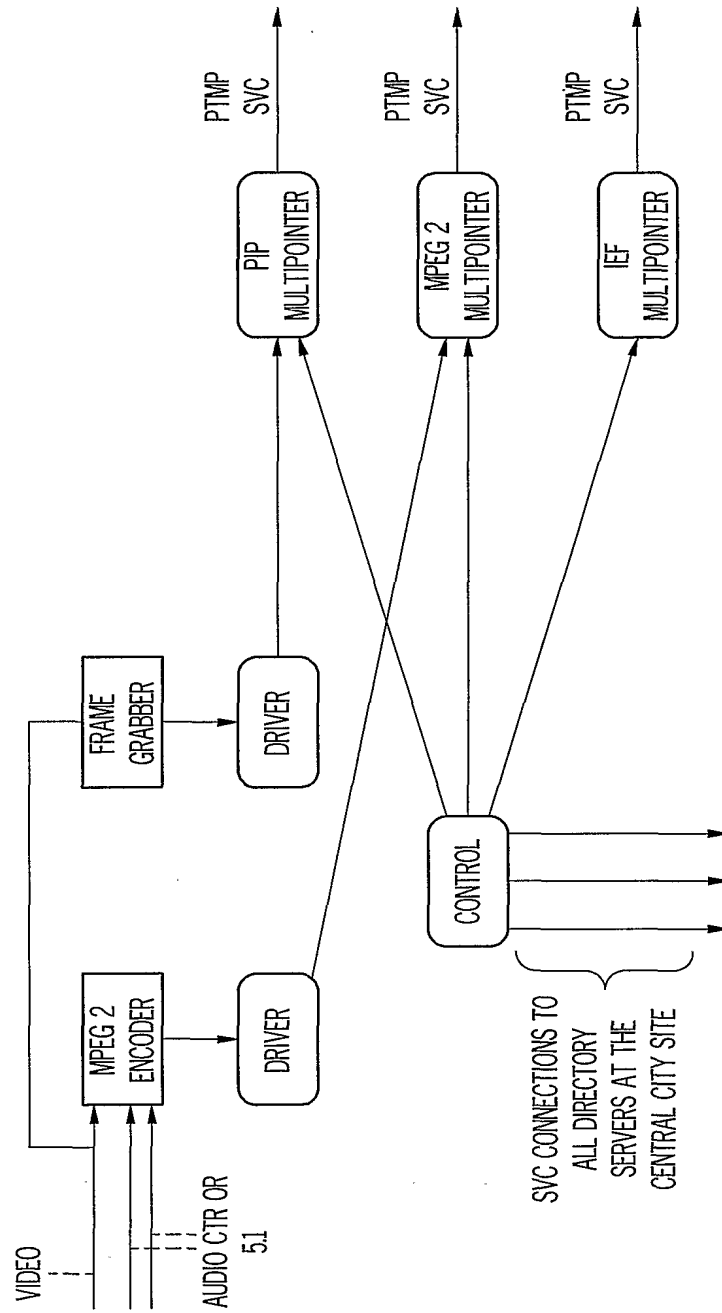 VIDEO
AUDIO CTR OR
5.1
MPEG 2
ENCODER
FRAME
GRABBER
DRIVER
DRIVER
CONTROL
SVC CONNECTIONS TO
ALL DIRECTORY
SERVERS AT THE
CENTRAL CITY SITE
PIP
MULTIPOINTER
MPEG 2
MULTIPOINTER
IEF
MULTIPOINTER
PTMP
SVC
PTMP
SVC
PTMP
SVC